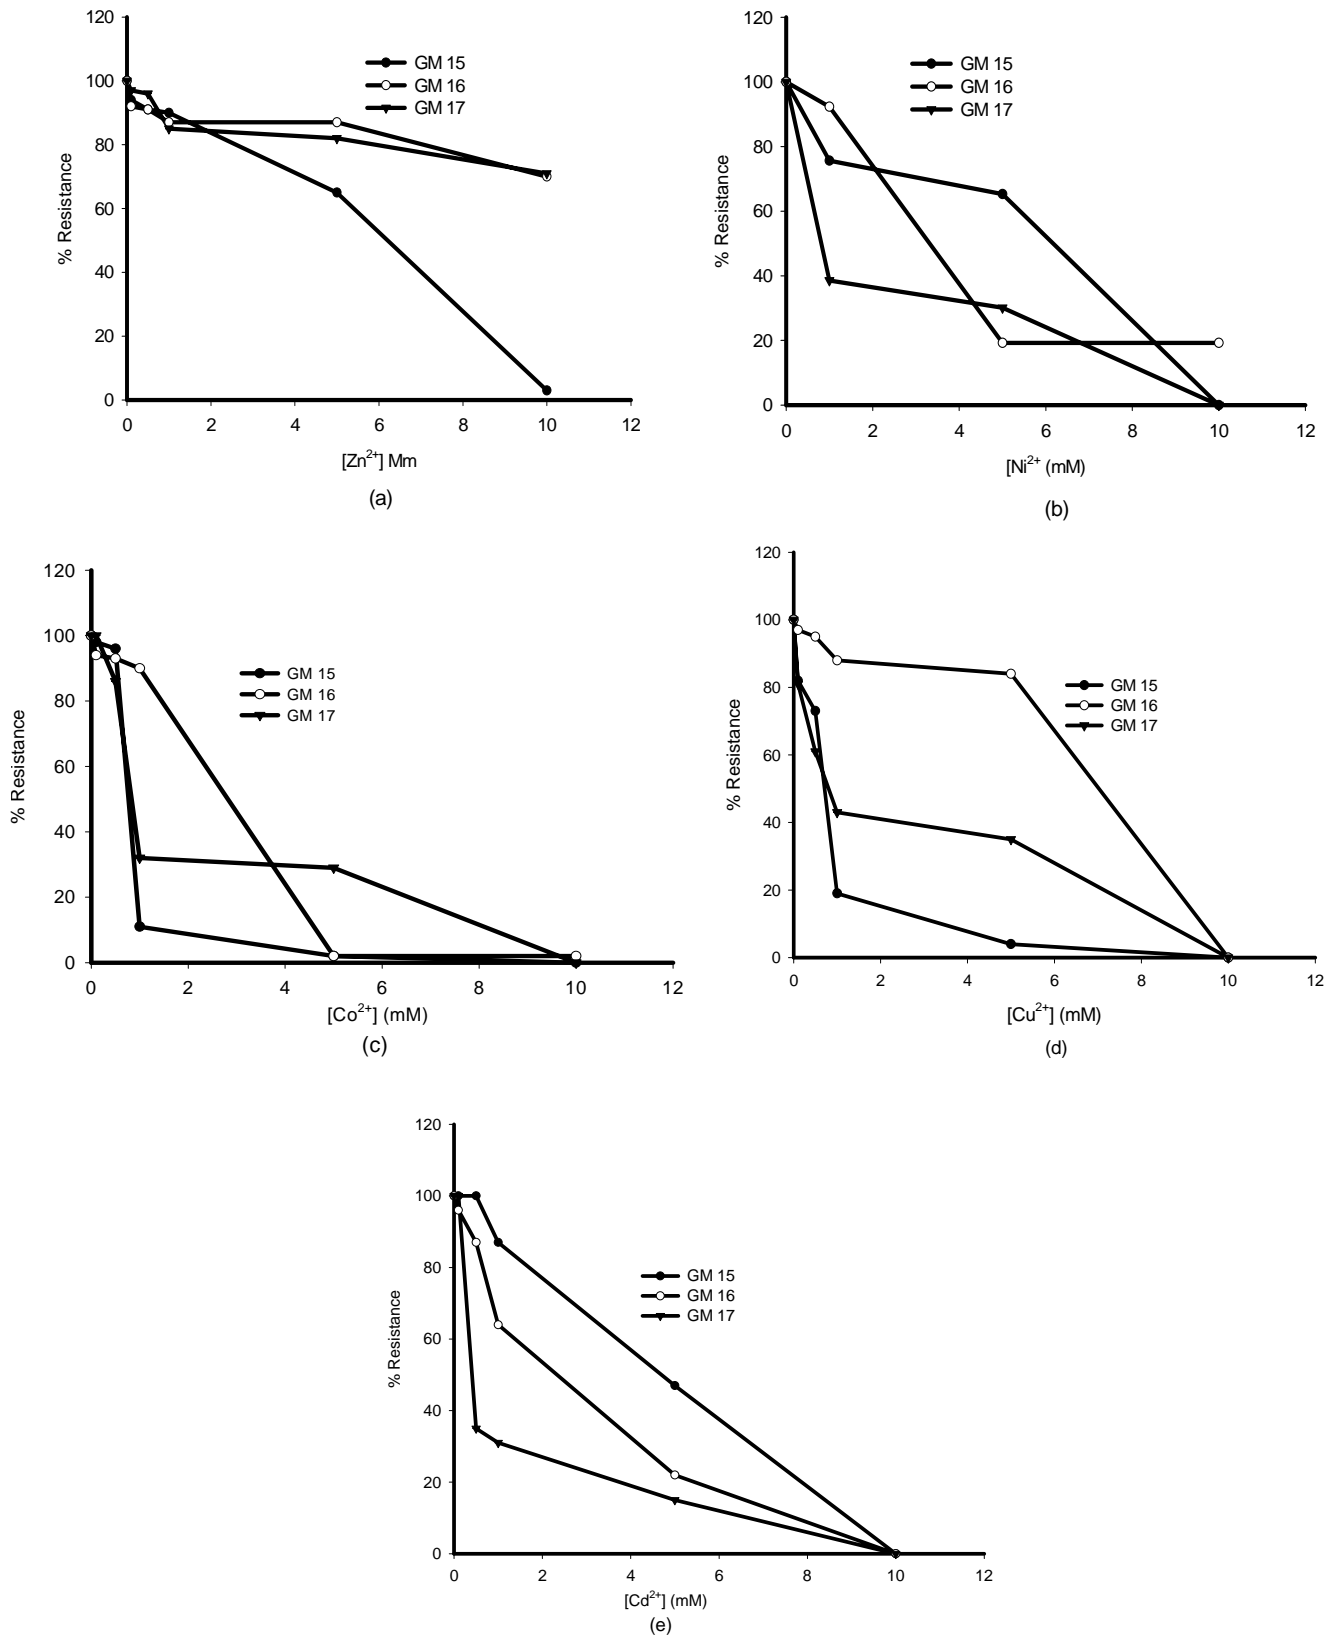 120
100
80
60
40
20
0
% Resistance
GM 15
GM 16
GM 17
0 2 4 6 8 10 12
[Zn2+] Mm
(a)
120
100
80
60
40
20
0
% Resistance
GM 15
GM 16
GM 17
0 2 4 6 8 10 12
[Ni2+ (mM)
(b)
120
100
80
60
40
20
0
% Resistance
GM 15
GM 16
GM 17
0 2 4 6 8 10 12
[Co2+] (mM)
(c)
120
100
80
60
40
20
0
% Resistance
GM 15
GM 16
GM 17
0 2 4 6 8 10 12
[Cu2+] (mM)
(d)
120
100
80
60
40
20
0
% Resistance
GM 15
GM 16
GM 17
0 2 4 6 8 10 12
[Cd2+] (mM)
(e)